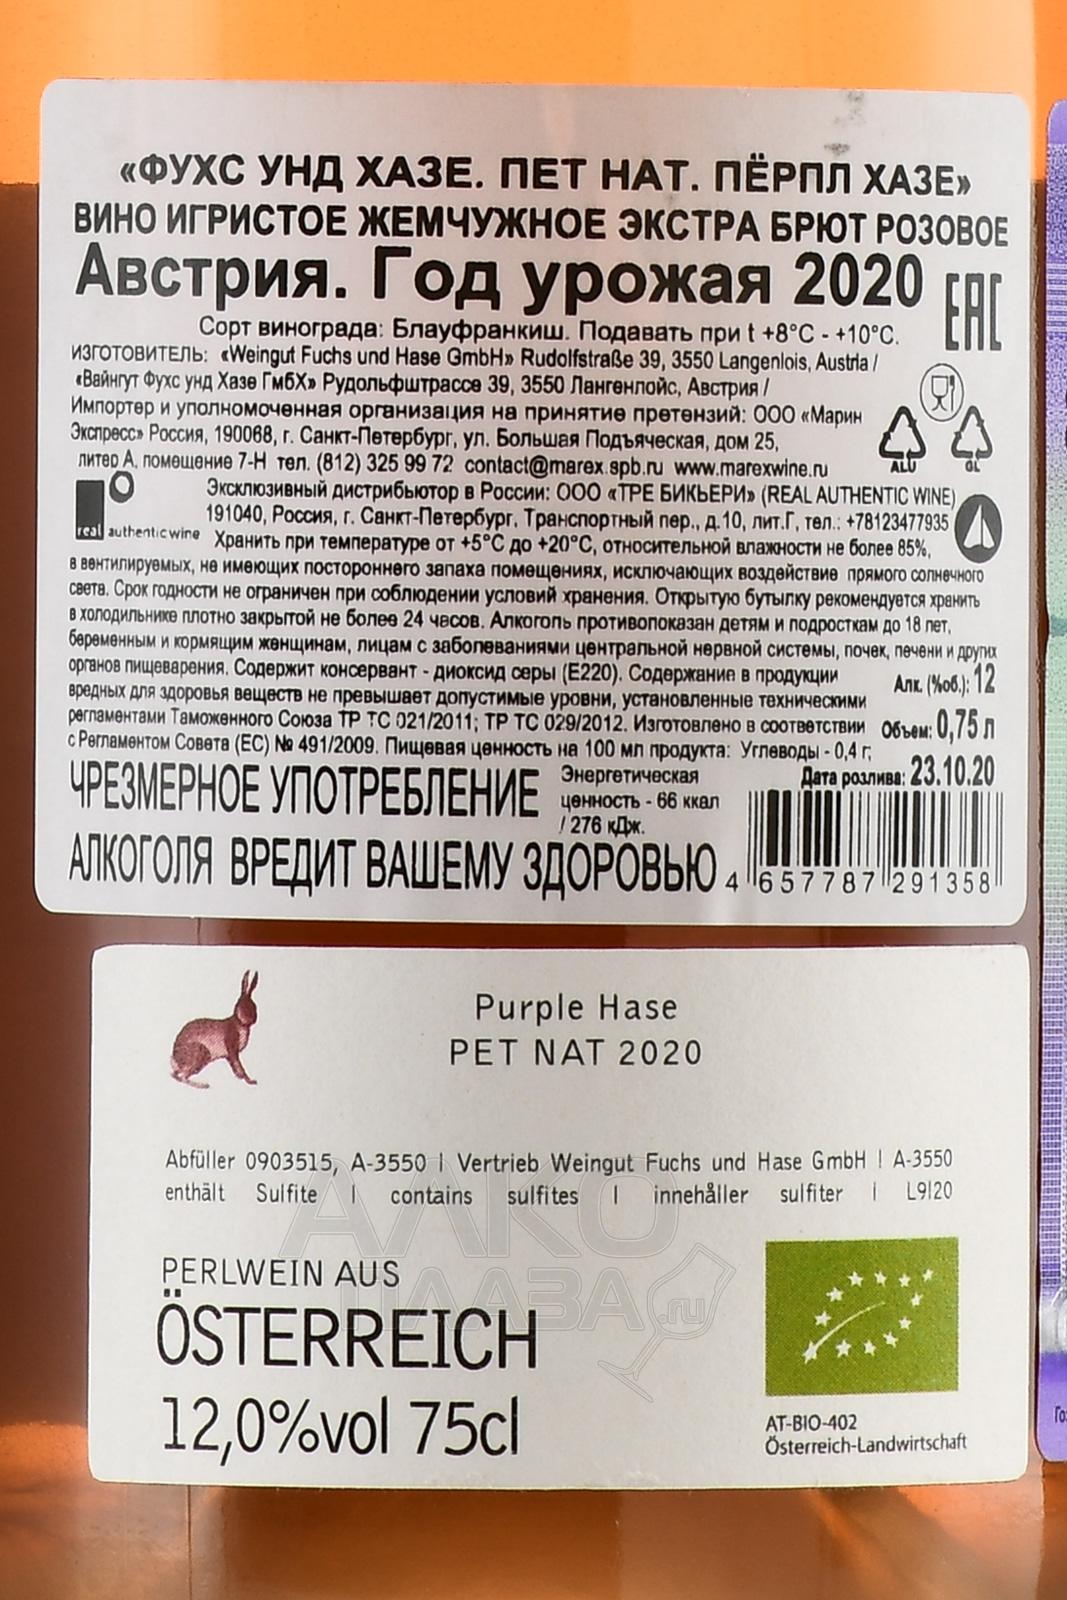 «ФУХС УНД ХАЗЕ. ПЕТ НАТ. ПЁРПЛ ХАЗЕ»
ВИНО ИГРИСТОЕ ЖЕМЧУЖНОЕ ЭКСТРА БРЮТ РОЗОВОЕ
Австрия. Год урожая 2020
EAC
Сорт винограда: Блауфранкиш. Подавать при t +8°C - +10°C.
ИЗГОТОВИТЕЛЬ: «Weingut Fuchs und Hase GmbH» Rudolfstraße 39, 3550 Langenlois, Austria /
«Вайнгут Фухс унд Хазе ГмбХ» Рудольфштрассе 39, 3550 Лангенлойс, Австрия /
Импортер и уполномоченная организация на принятие претензий: ООО «Марин
Экспресс» Россия, 190068, г. Санкт-Петербург, ул. Большая Подъяческая, дом 25,
литер А, помещение 7-Н тел. (812) 325 99 72 contact@marex.spb.ru www.marexwine.ru
ALU GL
Эксклюзивный дистрибьютор в России: ООО «ТРЕ БИКЬЕРИ» (REAL AUTHENTIC WINE)
191040, Россия, г. Санкт-Петербург, Транспортный пер., д.10, лит.Г, тел.: +78123477935
real authentic wine
Хранить при температуре от +5°C до +20°C, относительной влажности не более 85%,
в вентилируемых, не имеющих постороннего запаха помещениях, исключающих воздействие прямого солнечного
света. Срок годности не ограничен при соблюдении условий хранения. Открытую бутылку рекомендуется хранить
в холодильнике плотно закрытой не более 24 часов. Алкоголь противопоказан детям и подросткам до 18 лет,
беременным и кормящим женщинам, лицам с заболеваниями центральной нервной системы, почек, печени и других
органов пищеварения. Содержит консервант - диоксид серы (E220). Содержание в продукции
вредных для здоровья веществ не превышает допустимые уровни, установленные техническими
регламентами Таможенного Союза ТР ТС 021/2011; ТР ТС 029/2012. Изготовлено в соответствии
с Регламентом Совета (ЕС) № 491/2009. Пищевая ценность на 100 мл продукта: Углеводы - 0,4 г;
Алк. (%об.): 12
Объем: 0,75 л
Дата розлива: 23.10.20
Энергетическая
ценность - 66 ккал
/ 276 кДж.
ЧРЕЗМЕРНОЕ УПОТРЕБЛЕНИЕ
АЛКОГОЛЯ ВРЕДИТ ВАШЕМУ ЗДОРОВЬЮ
4 657787 291358
Purple Hase
PET NAT 2020
Abfüller 0903515, A-3550 | Vertrieb Weingut Fuchs und Hase GmbH | A-3550
enthält Sulfite | contains sulfites | innehåller sulfiter | L9I20
АЛКО
ПЛАЗА.ru
PERLWEIN AUS
ÖSTERREICH
12,0%vol 75cl
AT-BIO-402
Österreich-Landwirtschaft